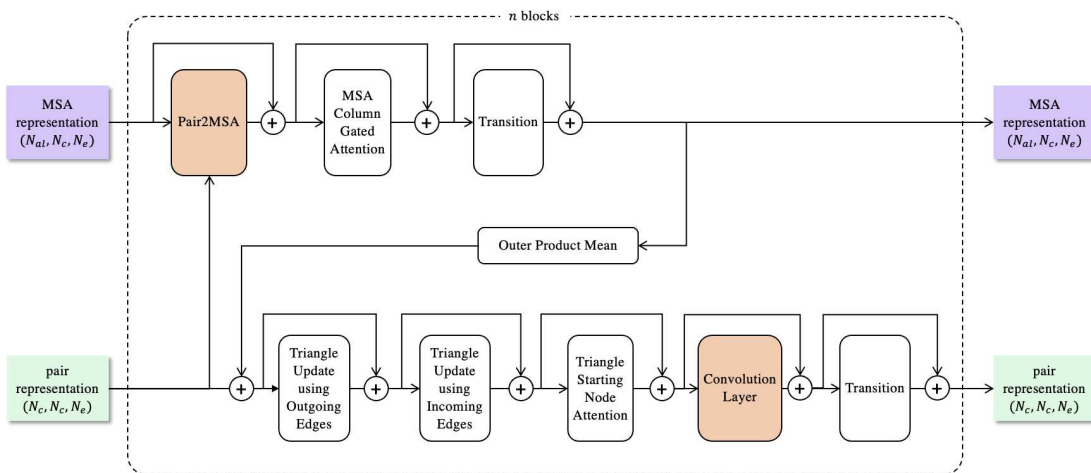 n blocks
MSA
representation
(N_al, N_c, N_e)
Pair2MSA
+
MSA
Column
Gated
Attention
+
Transition
+
MSA
representation
(N_al, N_c, N_e)
Outer Product Mean
pair
representation
(N_c, N_c, N_e)
+
Triangle
Update
using
Outgoing
Edges
+
Triangle
Update
using
Incoming
Edges
+
Triangle
Starting
Node
Attention
+
Convolution
Layer
+
Transition
+
pair
representation
(N_c, N_c, N_e)